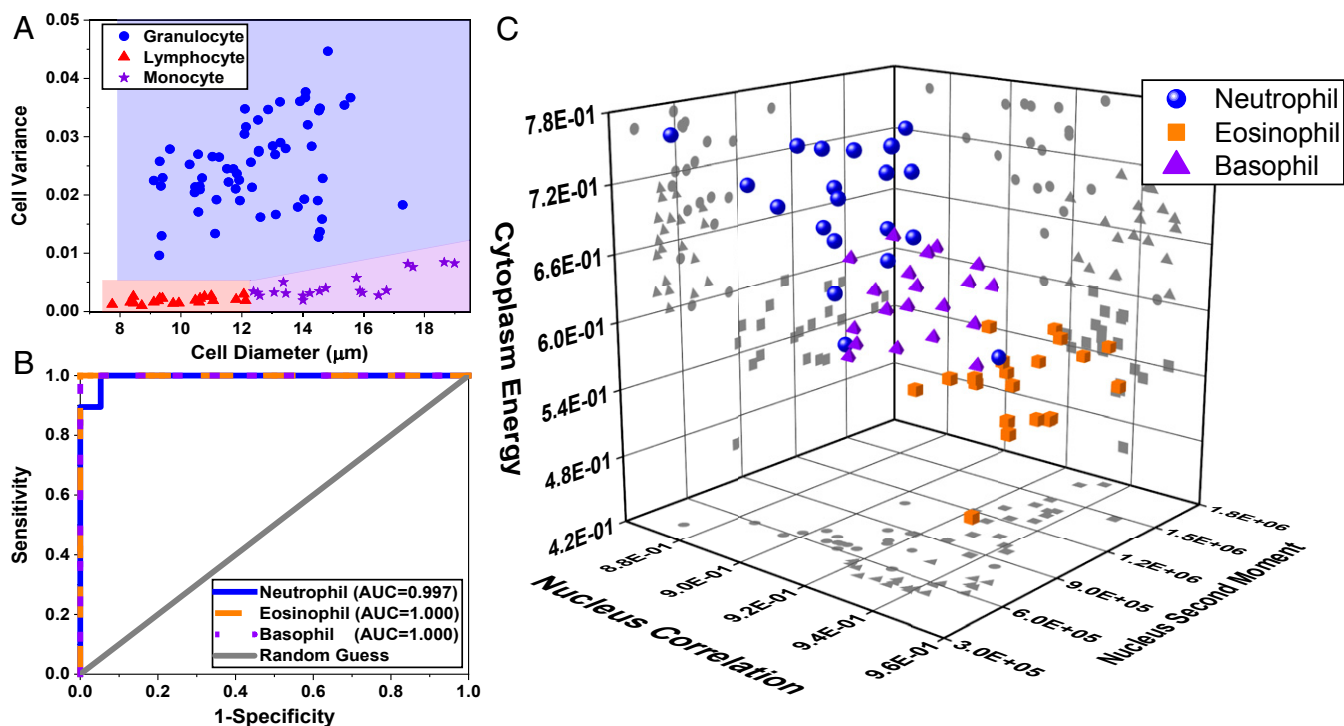 A
0.05
0.04
0.03
0.02
0.01
0.00
Cell Variance
Granulocyte
Lymphocyte
Monocyte
8 10 12 14 16 18
Cell Diameter (μm)
B
1.0
0.8
0.6
0.4
0.2
0.0
Sensitivity
Neutrophil (AUC=0.997)
Eosinophil (AUC=1.000)
Basophil (AUC=1.000)
Random Guess
0.0 0.2 0.4 0.6 0.8 1.0
1-Specificity
C
Neutrophil
Eosinophil
Basophil
7.8E-01
7.2E-01
6.6E-01
6.0E-01
5.4E-01
4.8E-01
4.2E-01
Cytoplasm Energy
8.8E-01
9.0E-01
9.2E-01
9.4E-01
9.6E-01
Nucleus Correlation
3.0E+05
6.0E+05
9.0E+05
1.2E+06
1.5E+06
1.8E+06
Nucleus Second Moment